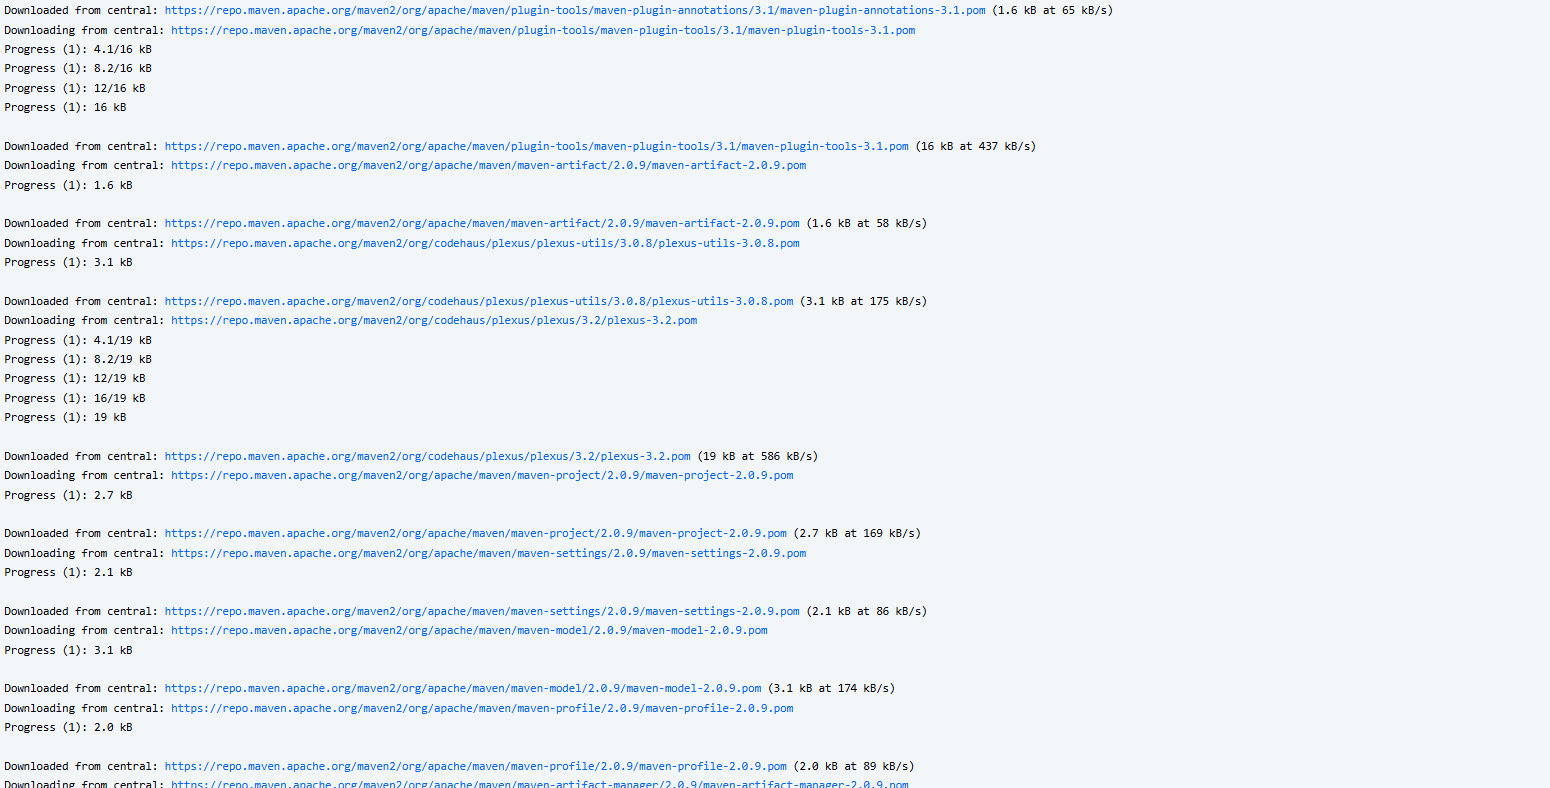 Downloaded from central: https://repo.maven.apache.org/maven2/org/apache/maven/plugin-tools/maven-plugin-annotations/3.1/maven-plugin-annotations-3.1.pom (1.6 kB at 65 kB/s)
Downloading from central: https://repo.maven.apache.org/maven2/org/apache/maven/plugin-tools/maven-plugin-tools/3.1/maven-plugin-tools-3.1.pom
Progress (1): 4.1/16 kB
Progress (1): 8.2/16 kB
Progress (1): 12/16 kB
Progress (1): 16 kB
Downloaded from central: https://repo.maven.apache.org/maven2/org/apache/maven/plugin-tools/maven-plugin-tools/3.1/maven-plugin-tools-3.1.pom (16 kB at 437 kB/s)
Downloading from central: https://repo.maven.apache.org/maven2/org/apache/maven/maven-artifact/2.0.9/maven-artifact-2.0.9.pom
Progress (1): 1.6 kB
Downloaded from central: https://repo.maven.apache.org/maven2/org/apache/maven/maven-artifact/2.0.9/maven-artifact-2.0.9.pom (1.6 kB at 58 kB/s)
Downloading from central: https://repo.maven.apache.org/maven2/org/codehaus/plexus/plexus-utils/3.0.8/plexus-utils-3.0.8.pom
Progress (1): 3.1 kB
Downloaded from central: https://repo.maven.apache.org/maven2/org/codehaus/plexus/plexus-utils/3.0.8/plexus-utils-3.0.8.pom (3.1 kB at 175 kB/s)
Downloading from central: https://repo.maven.apache.org/maven2/org/codehaus/plexus/plexus/3.2/plexus-3.2.pom
Progress (1): 4.1/19 kB
Progress (1): 8.2/19 kB
Progress (1): 12/19 kB
Progress (1): 16/19 kB
Progress (1): 19 kB
Downloaded from central: https://repo.maven.apache.org/maven2/org/codehaus/plexus/plexus/3.2/plexus-3.2.pom (19 kB at 586 kB/s)
Downloading from central: https://repo.maven.apache.org/maven2/org/apache/maven/maven-project/2.0.9/maven-project-2.0.9.pom
Progress (1): 2.7 kB
Downloaded from central: https://repo.maven.apache.org/maven2/org/apache/maven/maven-project/2.0.9/maven-project-2.0.9.pom (2.7 kB at 169 kB/s)
Downloading from central: https://repo.maven.apache.org/maven2/org/apache/maven/maven-settings/2.0.9/maven-settings-2.0.9.pom
Progress (1): 2.1 kB
Downloaded from central: https://repo.maven.apache.org/maven2/org/apache/maven/maven-settings/2.0.9/maven-settings-2.0.9.pom (2.1 kB at 86 kB/s)
Downloading from central: https://repo.maven.apache.org/maven2/org/apache/maven/maven-model/2.0.9/maven-model-2.0.9.pom
Progress (1): 3.1 kB
Downloaded from central: https://repo.maven.apache.org/maven2/org/apache/maven/maven-model/2.0.9/maven-model-2.0.9.pom (3.1 kB at 174 kB/s)
Downloading from central: https://repo.maven.apache.org/maven2/org/apache/maven/maven-profile/2.0.9/maven-profile-2.0.9.pom
Progress (1): 2.0 kB
Downloaded from central: https://repo.maven.apache.org/maven2/org/apache/maven/maven-profile/2.0.9/maven-profile-2.0.9.pom (2.0 kB at 89 kB/s)
Downloading from central: https://repo.maven.apache.org/maven2/org/apache/maven/maven-artifact-manager/2.0.9/maven-artifact-manager-2.0.9.pom